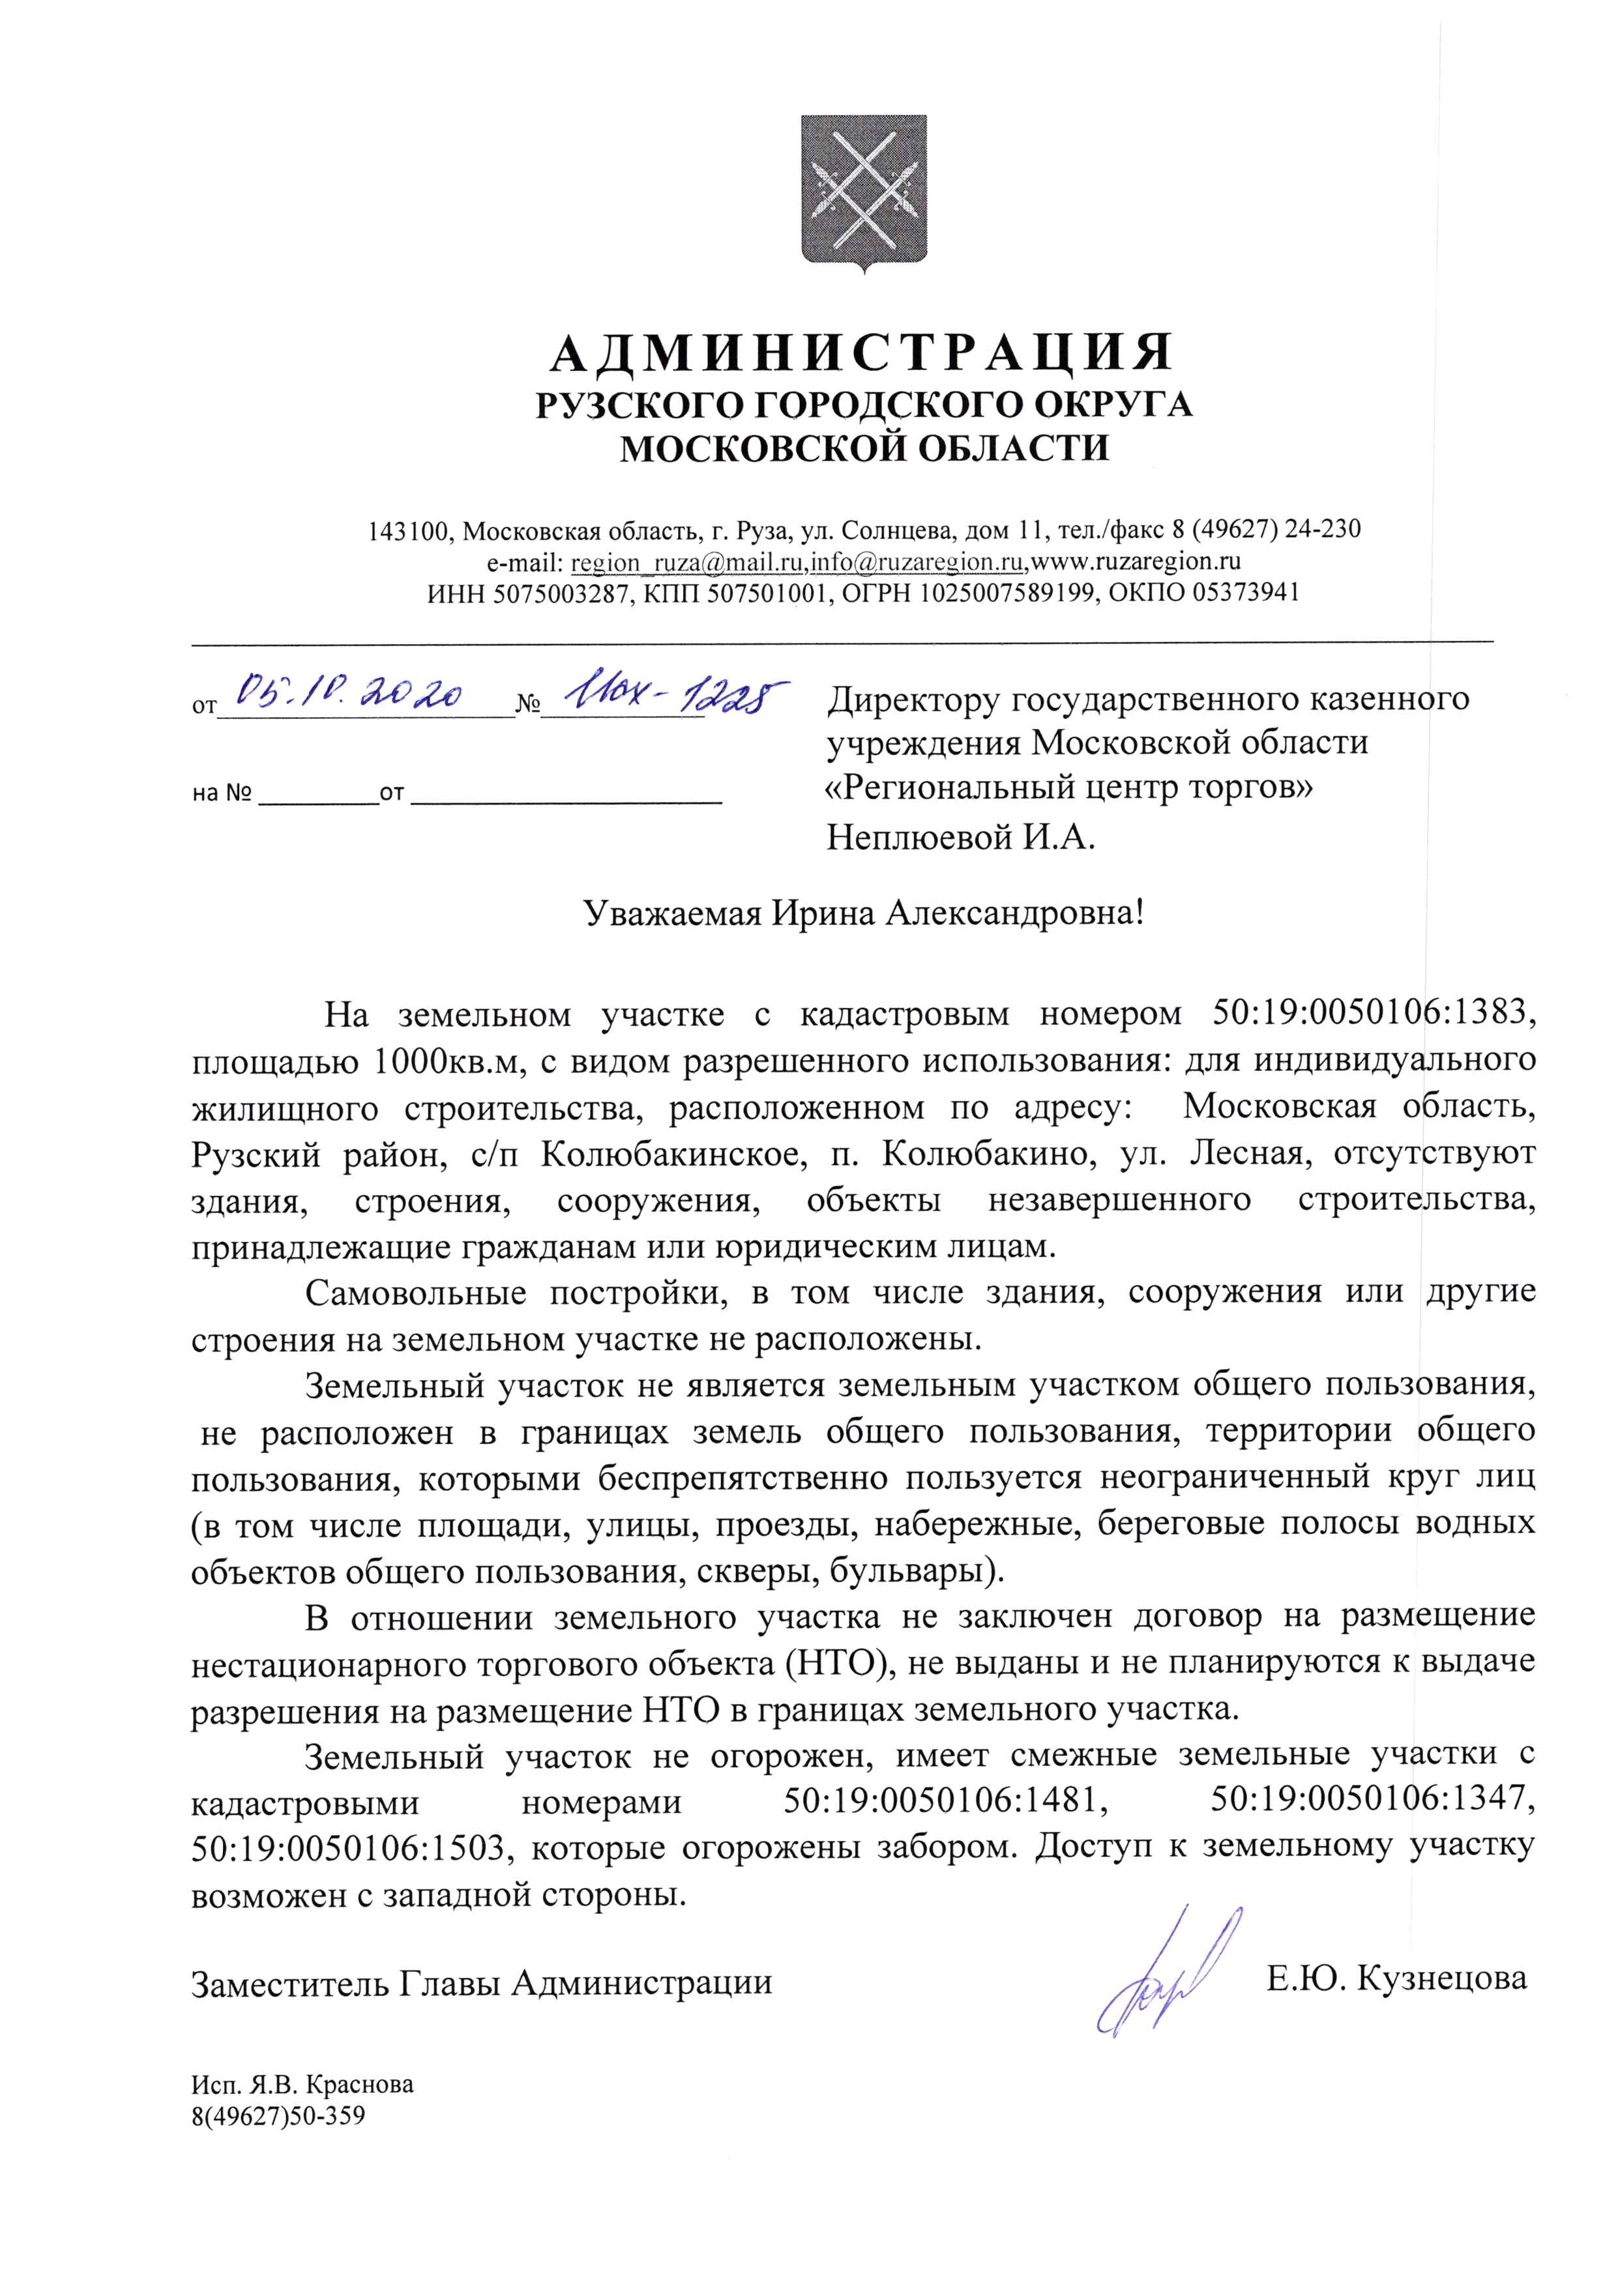 АДМИНИСТРАЦИЯ
РУЗСКОГО ГОРОДСКОГО ОКРУГА
МОСКОВСКОЙ ОБЛАСТИ
143100, Московская область, г. Руза, ул. Солнцева, дом 11, тел./факс 8 (49627) 24-230
e-mail: region_ruza@mail.ru,info@ruzaregion.ru,www.ruzaregion.ru
ИНН 5075003287, КПП 507501001, ОГРН 1025007589199, ОКПО 05373941
от 05.10.2020 № Исх-1225
на № от
Директору государственного казенного
учреждения Московской области
«Региональный центр торгов»
Неплюевой И.А.
Уважаемая Ирина Александровна!
На земельном участке с кадастровым номером 50:19:0050106:1383,
площадью 1000кв.м, с видом разрешенного использования: для индивидуального
жилищного строительства, расположенном по адресу: Московская область,
Рузский район, с/п Колюбакинское, п. Колюбакино, ул. Лесная, отсутствуют
здания, строения, сооружения, объекты незавершенного строительства,
принадлежащие гражданам или юридическим лицам.
Самовольные постройки, в том числе здания, сооружения или другие
строения на земельном участке не расположены.
Земельный участок не является земельным участком общего пользования,
не расположен в границах земель общего пользования, территории общего
пользования, которыми беспрепятственно пользуется неограниченный круг лиц
(в том числе площади, улицы, проезды, набережные, береговые полосы водных
объектов общего пользования, скверы, бульвары).
В отношении земельного участка не заключен договор на размещение
нестационарного торгового объекта (НТО), не выданы и не планируются к выдаче
разрешения на размещение НТО в границах земельного участка.
Земельный участок не огорожен, имеет смежные земельные участки с
кадастровыми номерами 50:19:0050106:1481, 50:19:0050106:1347,
50:19:0050106:1503, которые огорожены забором. Доступ к земельному участку
возможен с западной стороны.
Заместитель Главы Администрации Е.Ю. Кузнецова
Исп. Я.В. Краснова
8(49627)50-359